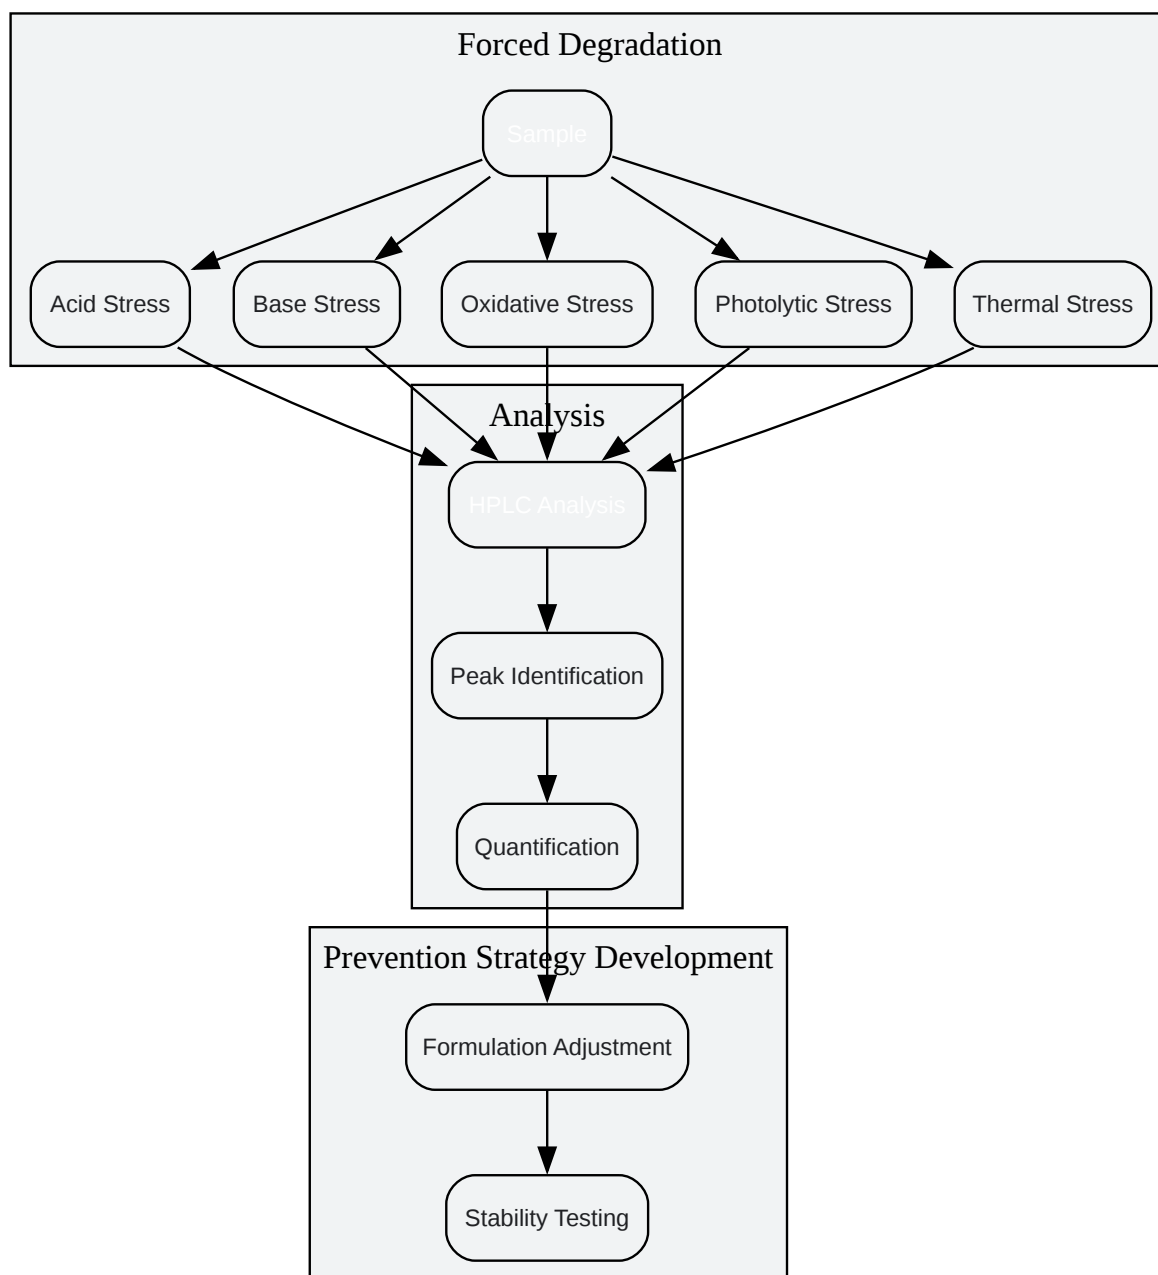 Forced Degradation
Sample
Acid Stress
Base Stress
Oxidative Stress
Photolytic Stress
Thermal Stress
Analysis
HPLC Analysis
Peak Identification
Quantification
Prevention Strategy Development
Formulation Adjustment
Stability Testing